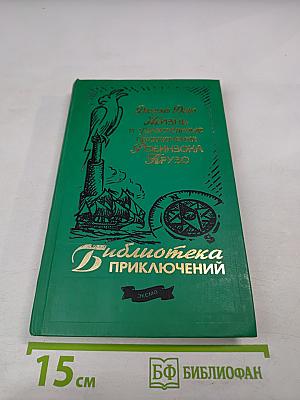 Даниэль Дефо
Жизнь
и удивительные
приключения
Робинзона
Крузо
Библиотека
ПРИКЛЮЧЕНИЙ
ЭКСМО
15 см
БФ БИБЛИОФАН